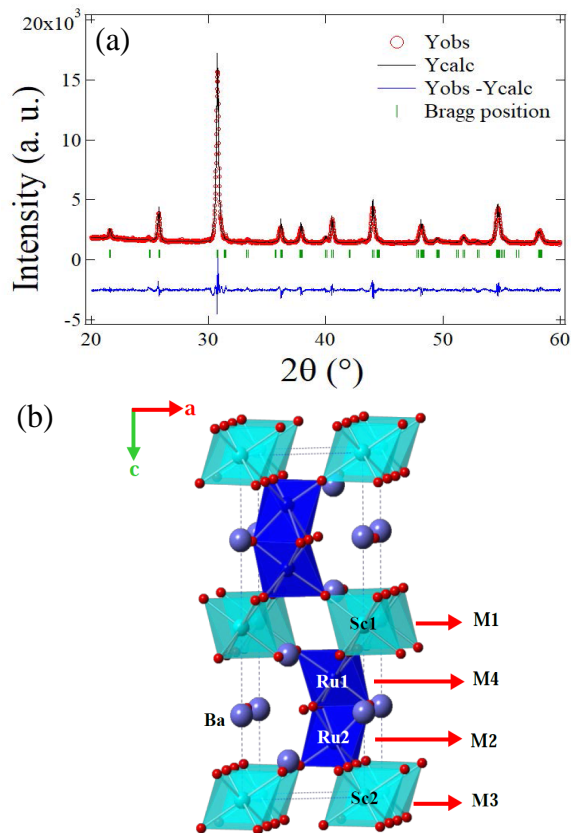 (a)
20x10³
15
10
5
0
-5
Intensity (a. u.)
Yobs
Ycalc
Yobs -Ycalc
Bragg position
20 30 40 50 60
2θ (°)
(b)
a
c
Sc1 M1
Ru1 M4
Ba
Ru2 M2
Sc2 M3